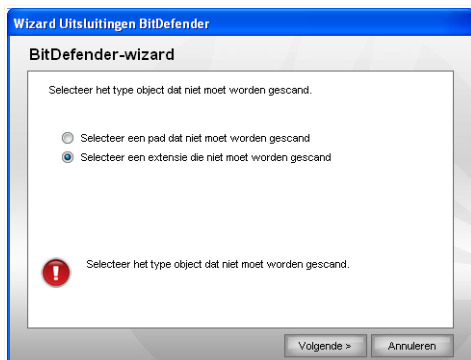 Wizard Uitsluitingen BitDefender
BitDefender-wizard
Selecteer het type object dat niet moet worden gescand.
Selecteer een pad dat niet moet worden gescand
Selecteer een extensie die niet moet worden gescand
Selecteer het type object dat niet moet worden gescand.
Volgende >
Annuleren